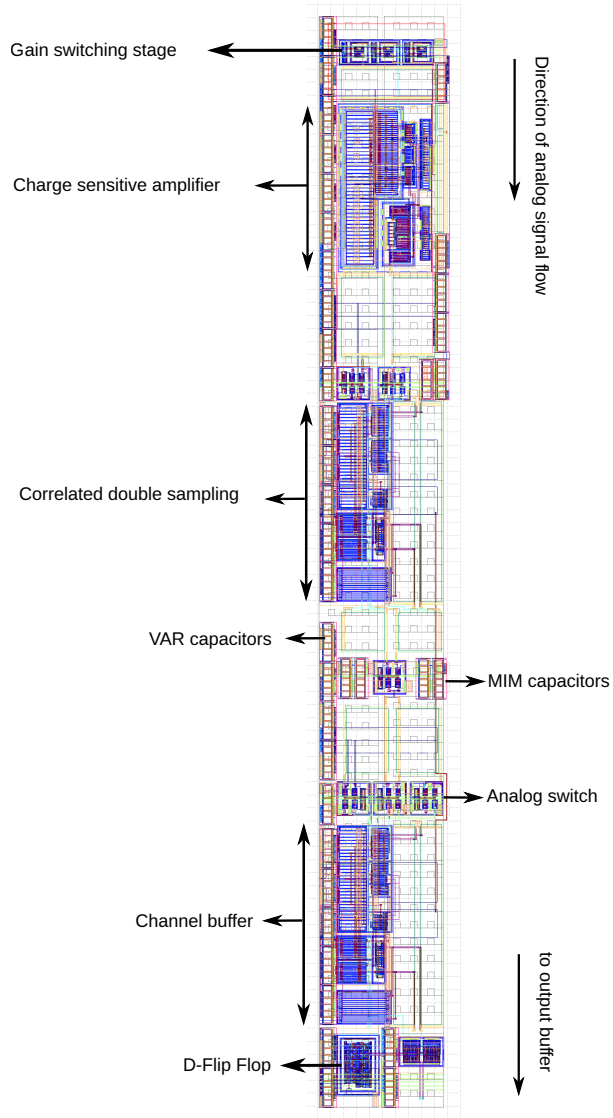 Gain switching stage
Direction of analog signal flow
Charge sensitive amplifier
Correlated double sampling
VAR capacitors
MIM capacitors
Analog switch
Channel buffer
to output buffer
D-Flip Flop